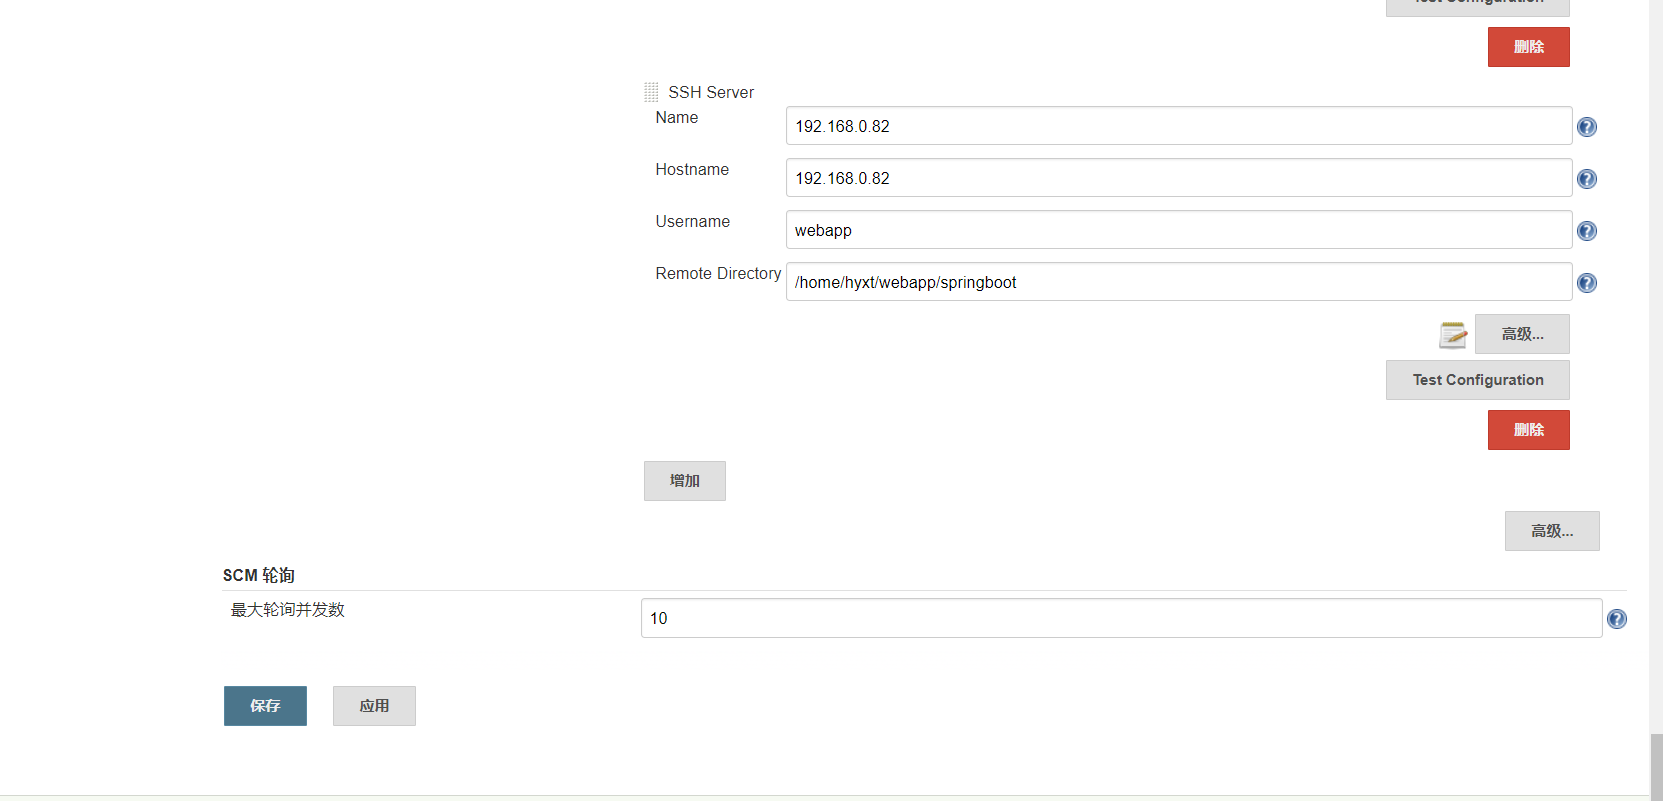 Test Configuration
删除
SSH Server
Name
192.168.0.82
Hostname
192.168.0.82
Username
webapp
Remote Directory
/home/hyxt/webapp/springboot
高级...
Test Configuration
删除
增加
高级...
SCM 轮询
最大轮询并发数
10
保存
应用